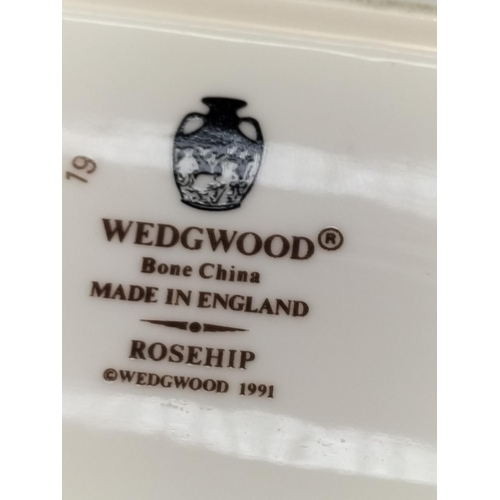 19
WEDGWOOD®
Bone China
MADE IN ENGLAND
ROSEHIP
©WEDGWOOD 1991